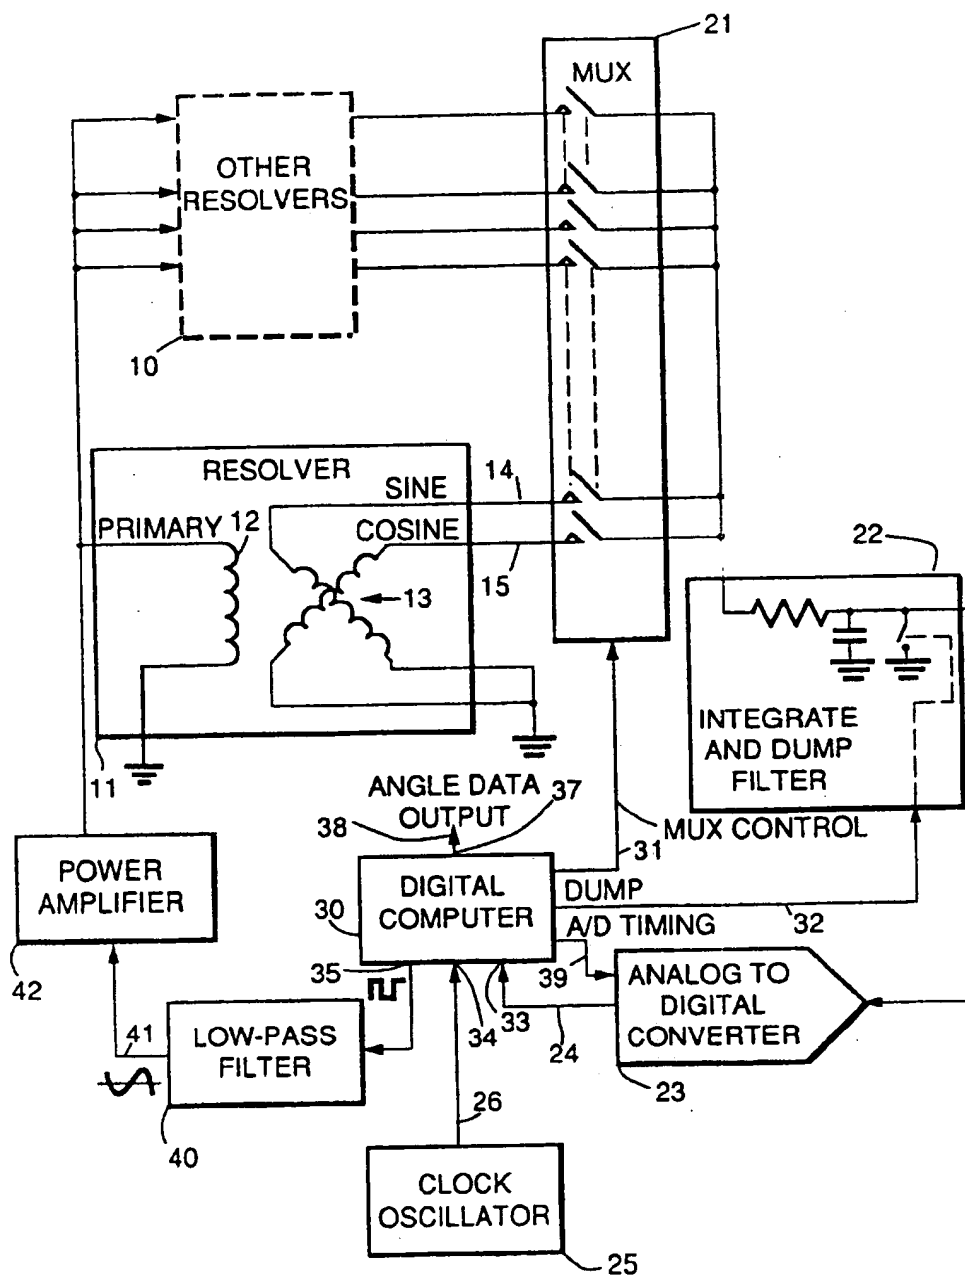 21
MUX
OTHER
RESOLVERS
10
RESOLVER
SINE
14
PRIMARY
12
COSINE
15
13
22
11
INTEGRATE
AND DUMP
FILTER
ANGLE DATA
OUTPUT
37
38
MUX CONTROL
31
POWER
AMPLIFIER
DIGITAL
COMPUTER
30
DUMP
32
A/D TIMING
42
35
39
33
34
ANALOG TO
DIGITAL
CONVERTER
41
LOW-PASS
FILTER
24
23
26
40
CLOCK
OSCILLATOR
25